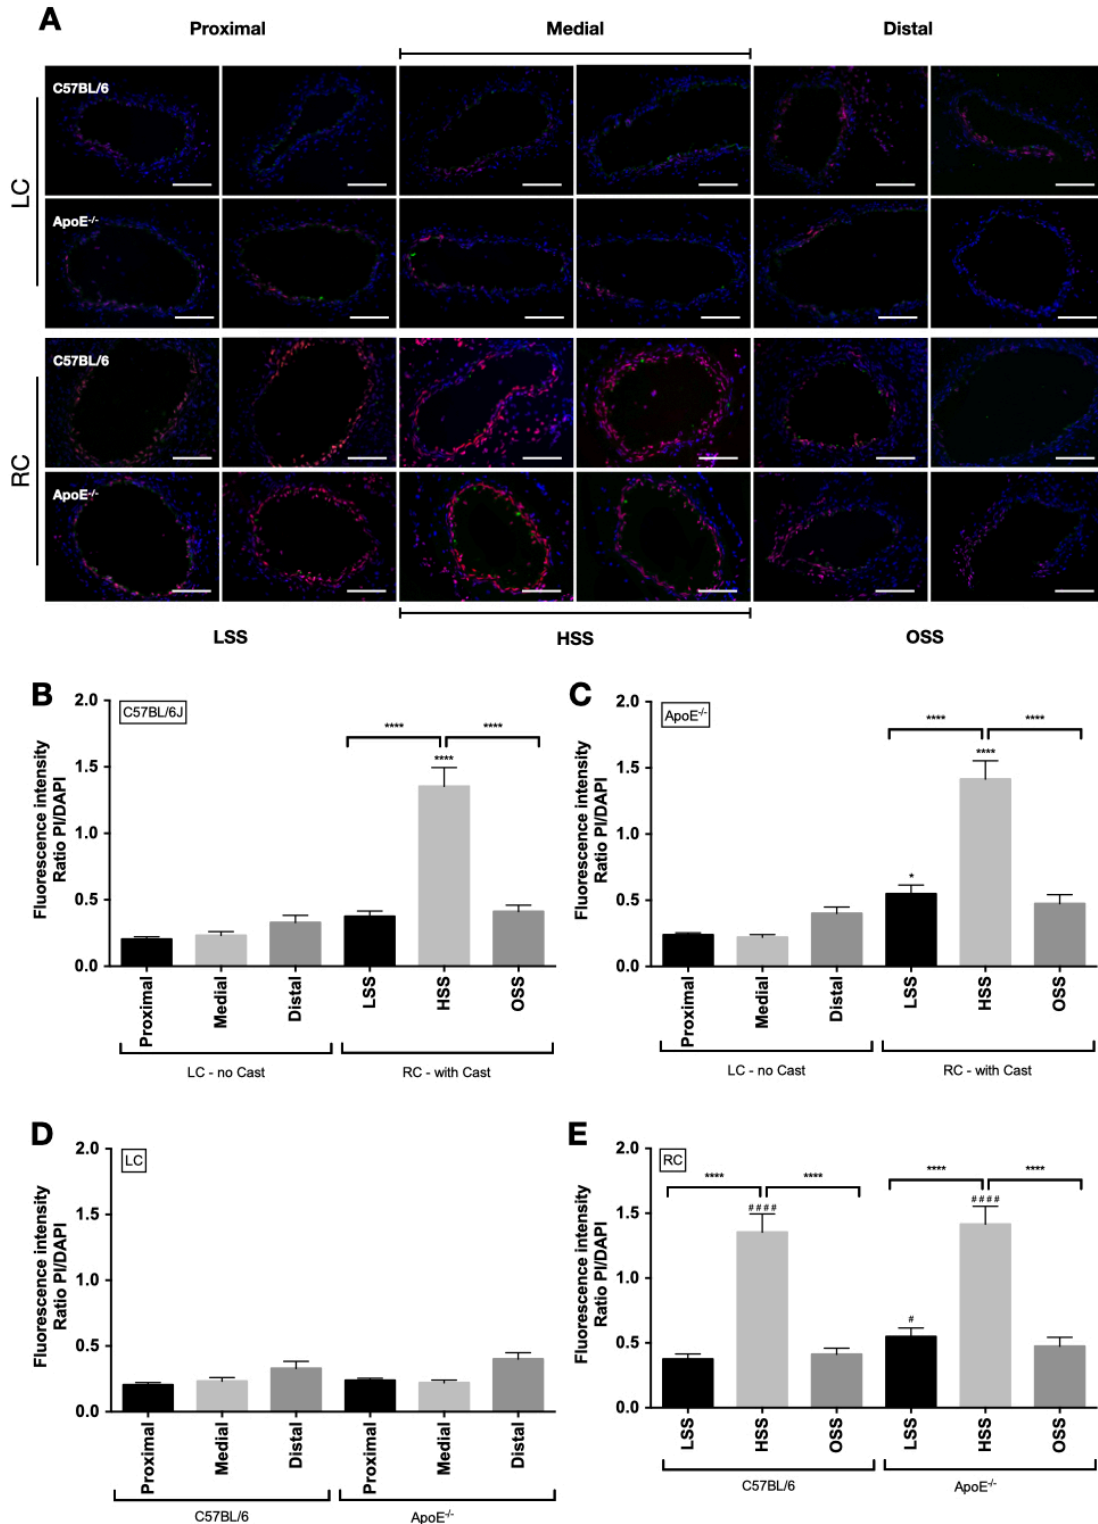 A
Proximal Medial Distal
C57BL/6
LC
ApoE-/-
C57BL/6
RC
ApoE-/-
LSS HSS OSS
B
C57BL/6J
Fluorescence intensity
Ratio PI/DAPI
2.0
1.5
1.0
0.5
0.0
**** ****
****
Proximal Medial Distal LSS HSS OSS
LC - no Cast RC - with Cast
C
ApoE-/-
Fluorescence intensity
Ratio PI/DAPI
2.0
1.5
1.0
0.5
0.0
**** ****
****
*
Proximal Medial Distal LSS HSS OSS
LC - no Cast RC - with Cast
D
LC
Fluorescence intensity
Ratio PI/DAPI
2.0
1.5
1.0
0.5
0.0
Proximal Medial Distal Proximal Medial Distal
C57BL/6 ApoE-/-
E
RC
Fluorescence intensity
Ratio PI/DAPI
2.0
1.5
1.0
0.5
0.0
**** **** **** ****
#### ####
#
LSS HSS OSS LSS HSS OSS
C57BL/6 ApoE-/-